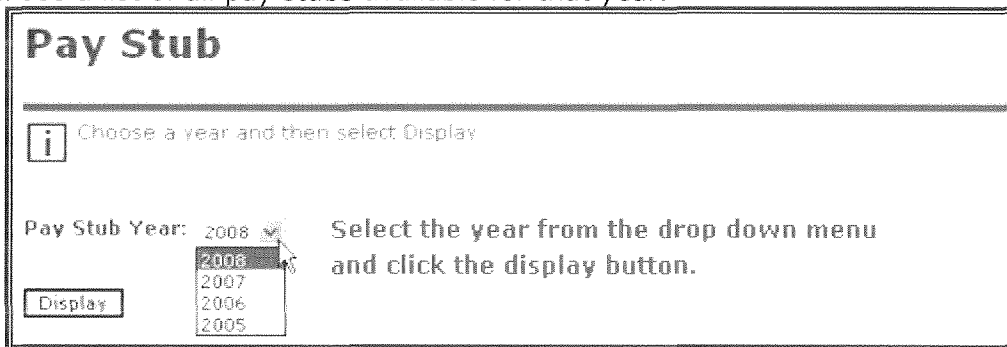 Pay Stub
i Choose a year and then select Display
Pay Stub Year: 2008 Select the year from the drop down menu
2008 and click the display button.
2007
Display 2006
2005